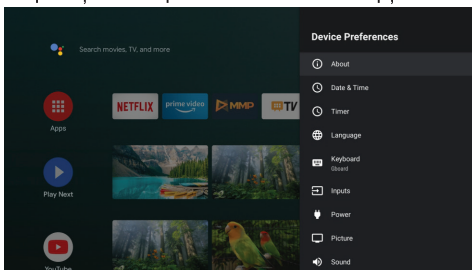 Device Preferences
Search movies, TV, and more
About
Date & Time
NETFLIX
prime video
MMP
TV
Timer
Apps
Language
Keyboard
Gboard
Inputs
Play Next
Power
Picture
YouTube
Sound